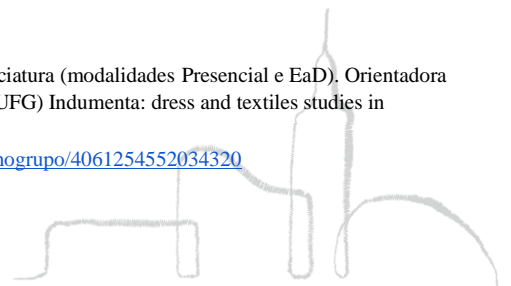 ciatura (modalidades Presencial e EaD). Orientadora
UFG) Indumenta: dress and textiles studies in
nogrupo/4061254552034320